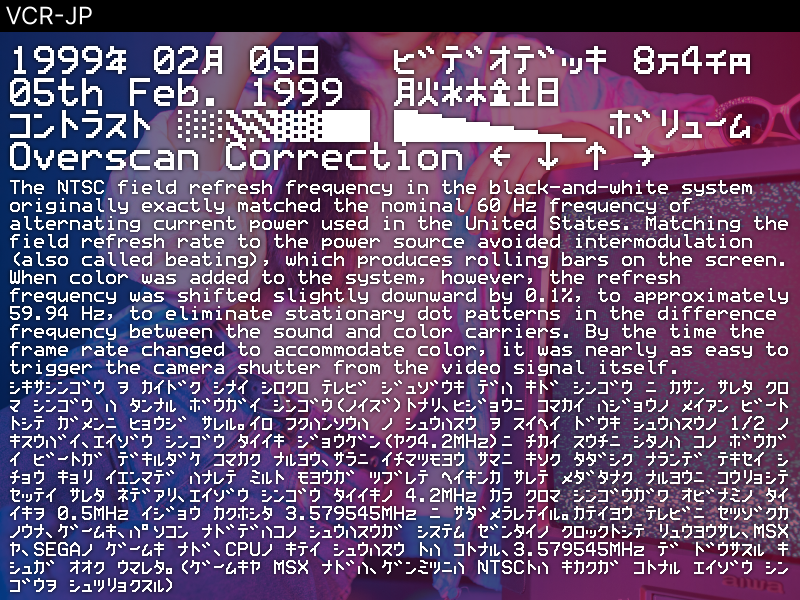 VCR-JP
1999年 02月 05日 ビデオデッキ 8万4千円
05th Feb. 1999 月火水木金土日
コントラスト ボリューム
Overscan Correction ← ↓ ↑ →
The NTSC field refresh frequency in the black-and-white system
originally exactly matched the nominal 60 Hz frequency of
alternating current power used in the United States. Matching the
field refresh rate to the power source avoided intermodulation
(also called beating), which produces rolling bars on the screen.
When color was added to the system, however, the refresh
frequency was shifted slightly downward by 0.1%, to approximately
59.94 Hz, to eliminate stationary dot patterns in the difference
frequency between the sound and color carriers. By the time the
frame rate changed to accommodate color, it was nearly as easy to
trigger the camera shutter from the video signal itself.
シキサシンゴウ ヲ カイドク シナイ シロクロ テレビ ジュゾウキ デハ キド シンゴウ ニ カサン サレタ クロ
マ シンゴウ ハ タンナル ボウガイ シンゴウ(ノイズ)トナリ、ヒジョウニ コマカイ ハジョウノ メイアン ビート
トシテ ガメンニ ヒョウジ サレル。イロ フクハンソウハ ノ シュウハスウ ヲ スイヘイ ドウキ シュウハスウノ 1/2 ノ
キスウバイ、エイゾウ シンゴウ タイイキ ジョウゲン(ヤク4.2MHz)ニ チカイ スウチニ シタノハ コノ ボウガ
イ ビートガ デキルダケ コマカク ナルヨウ、サラニ イチマツモヨウ サマニ キソク タダシク ナランデ テキセイ シ
チョウ キョリ イエンマデ ハナレテ ミルト モヨウガ ツブレテ ヘイキンカ サレテ メダタナク ナルヨウニ コウリョシテ
セッテイ サレタ ネデアリ、エイゾウ シンゴウ タイイキノ 4.2MHz カラ クロマ シンゴウガワク オビナミノ タイ
イキヲ 0.5MHz イジョウ カクホシタ 3.579545MHz ニ サダメラレテイル。カテイヨウ テレビニ セツゾクカ
ノウナ、ゲームキ、パソコン ナドデハコノ シュウハスウガ システム ゼンタイノ クロックトシテ リュウヨウサレ、MSX
ヤ、SEGAノ ゲームキ ナド、CPUノ キテイ シュウハスウ トハ コトナル、3.579545MHz デ ドウサスル キ
シュガ オオク ウマレタ。(ゲームキヤ MSX ナドハ、ゲンミツニハ NTSCトハ キカクガ コトナル エイゾウ シン
ゴウヲ シュツリョクスル)